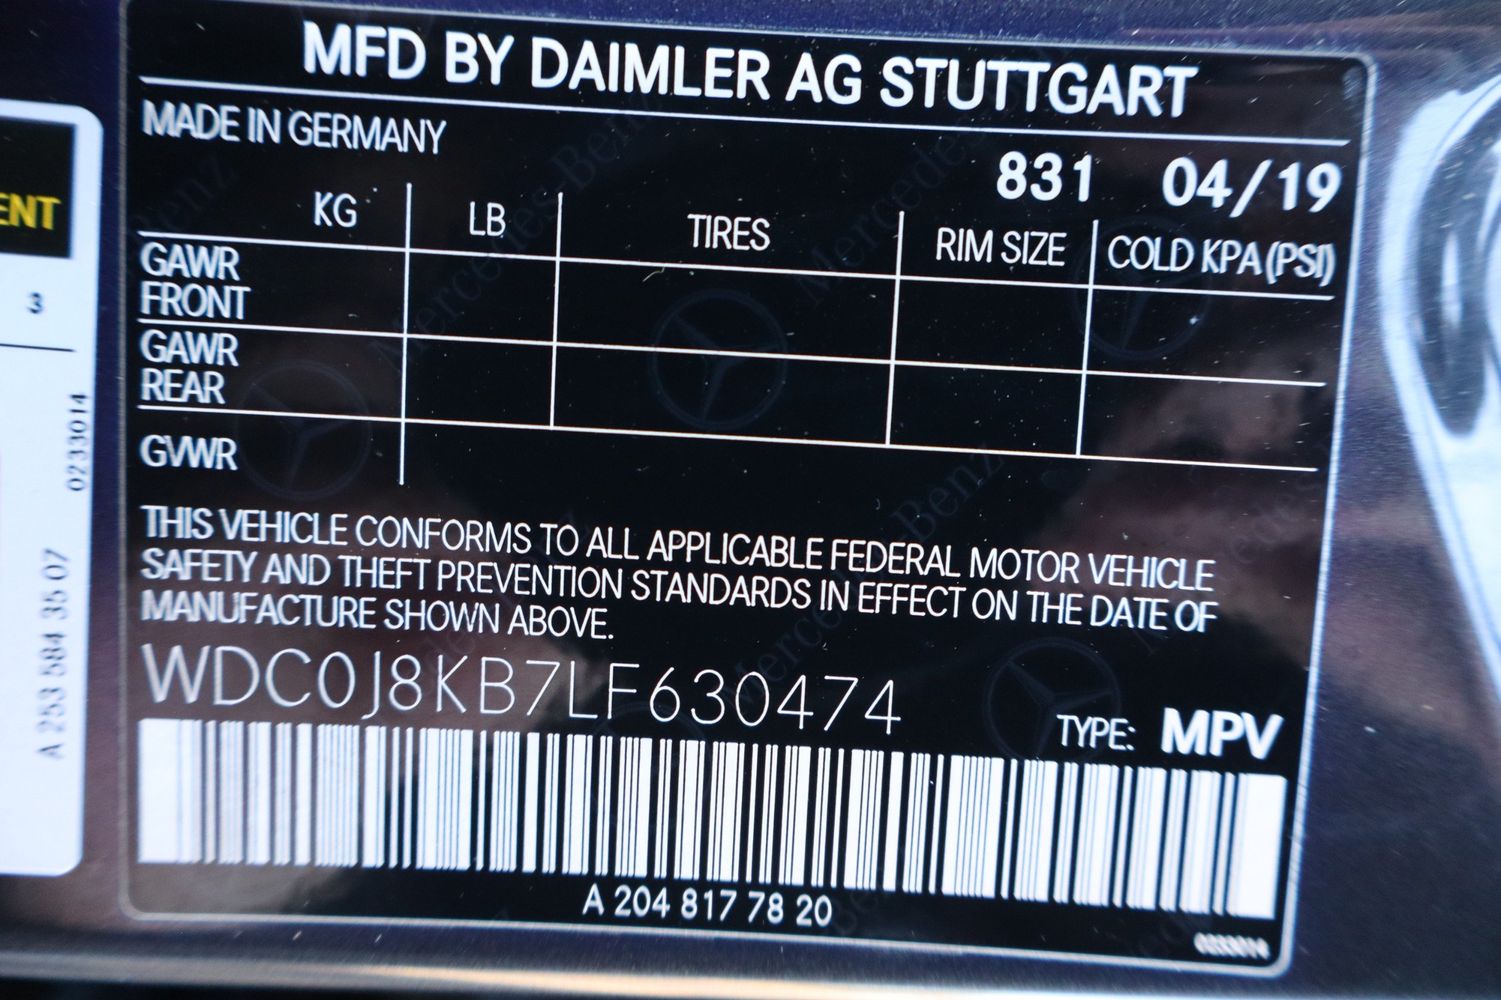 MFD BY DAIMLER AG STUTTGART
MADE IN GERMANY
831 04/19
KG LB TIRES RIM SIZE COLD KPA(PSI)
GAWR
FRONT
GAWR
REAR
GVWR
THIS VEHICLE CONFORMS TO ALL APPLICABLE FEDERAL MOTOR VEHICLE
SAFETY AND THEFT PREVENTION STANDARDS IN EFFECT ON THE DATE OF
MANUFACTURE SHOWN ABOVE.
WDC0J8KB7LF630474
TYPE: MPV
A 204 817 78 20
0233014
ENT
3
0233014
A 253 584 35 07
Mercedes-Benz